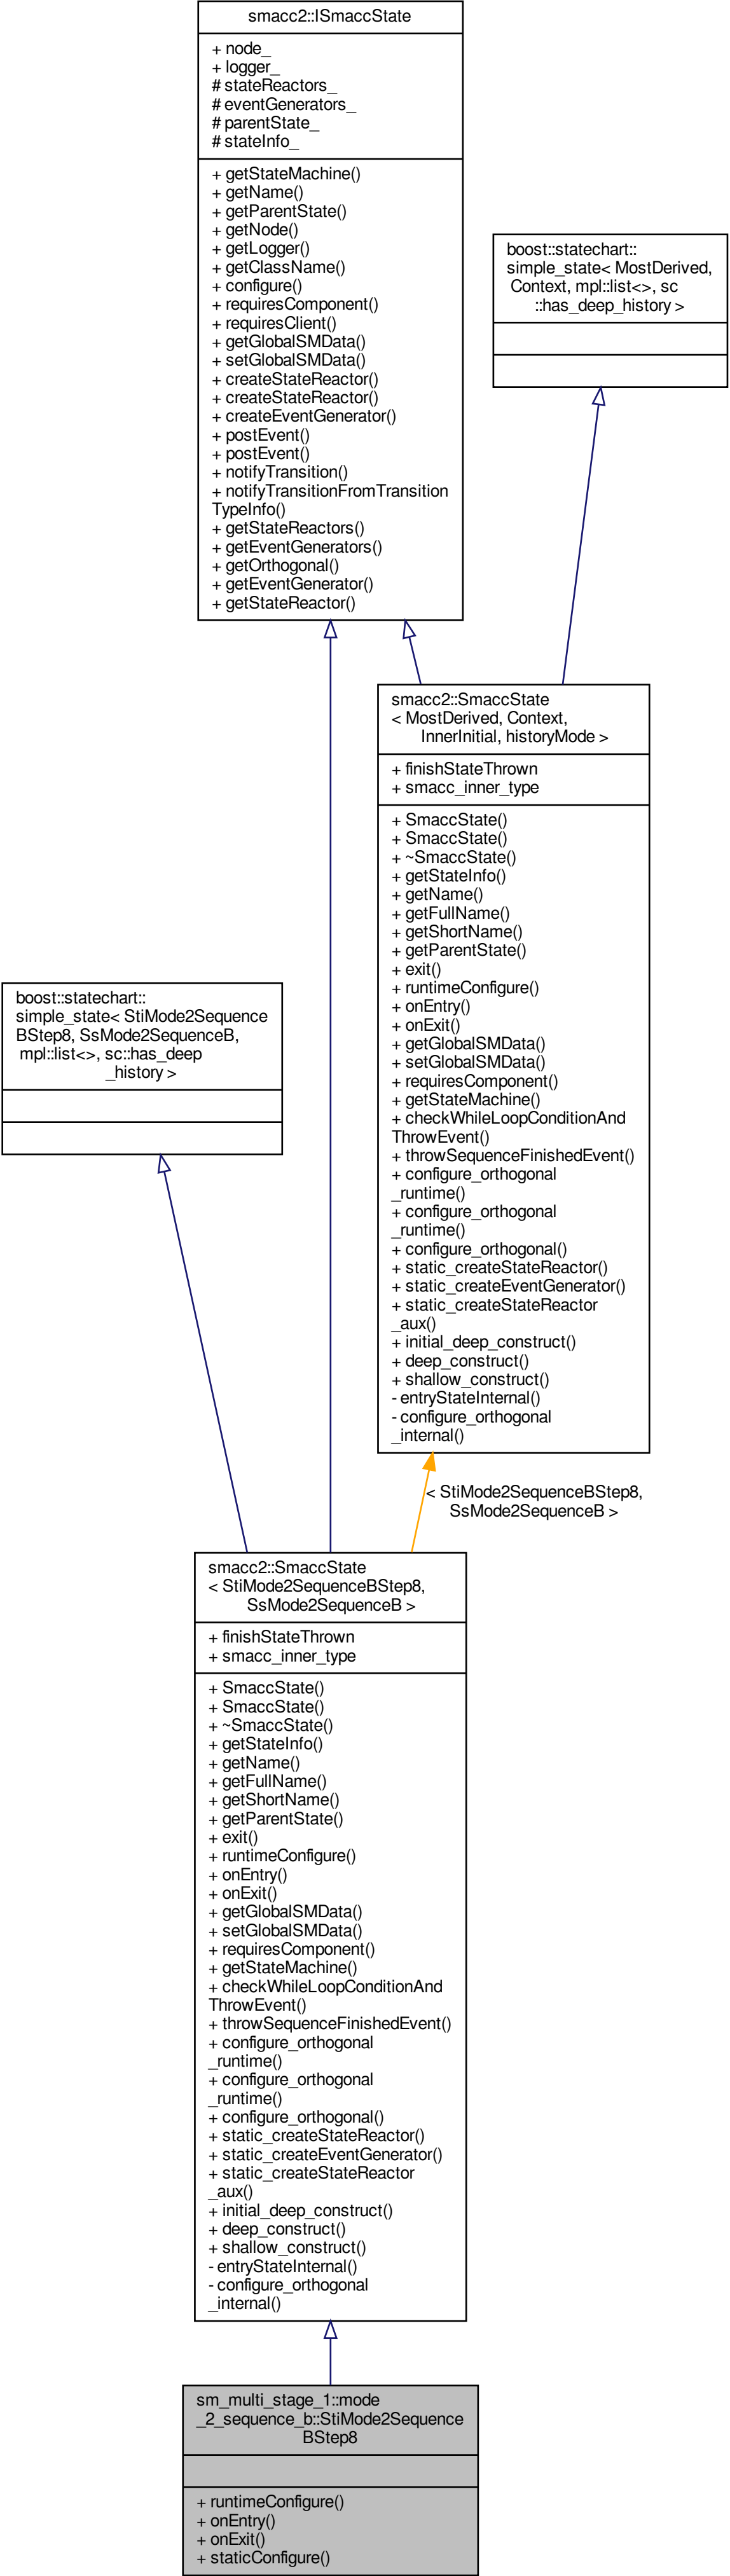 smacc2::ISmaccState
+ node_
+ logger_
# stateReactors_
# eventGenerators_
# parentState_
# stateInfo_
+ getStateMachine()
+ getName()
+ getParentState()
+ getNode()
+ getLogger()
+ getClassName()
+ configure()
+ requiresComponent()
+ requiresClient()
+ getGlobalSMData()
+ setGlobalSMData()
+ createStateReactor()
+ createStateReactor()
+ createEventGenerator()
+ postEvent()
+ postEvent()
+ notifyTransition()
+ notifyTransitionFromTransition
TypeInfo()
+ getStateReactors()
+ getEventGenerators()
+ getOrthogonal()
+ getEventGenerator()
+ getStateReactor()
boost::statechart::
simple_state< MostDerived,
Context, mpl::list<>, sc
::has_deep_history >
smacc2::SmaccState
< MostDerived, Context,
InnerInitial, historyMode >
+ finishStateThrown
+ smacc_inner_type
+ SmaccState()
+ SmaccState()
+ ~SmaccState()
+ getStateInfo()
+ getName()
+ getFullName()
+ getShortName()
+ getParentState()
+ exit()
+ runtimeConfigure()
+ onEntry()
+ onExit()
+ getGlobalSMData()
+ setGlobalSMData()
+ requiresComponent()
+ getStateMachine()
+ checkWhileLoopConditionAnd
ThrowEvent()
+ throwSequenceFinishedEvent()
+ configure_orthogonal
_runtime()
+ configure_orthogonal
_runtime()
+ configure_orthogonal()
+ static_createStateReactor()
+ static_createEventGenerator()
+ static_createStateReactor
_aux()
+ initial_deep_construct()
+ deep_construct()
+ shallow_construct()
- entryStateInternal()
- configure_orthogonal
_internal()
boost::statechart::
simple_state< StiMode2Sequence
BStep8, SsMode2SequenceB,
mpl::list<>, sc::has_deep
_history >
< StiMode2SequenceBStep8,
SsMode2SequenceB >
smacc2::SmaccState
< StiMode2SequenceBStep8,
SsMode2SequenceB >
+ finishStateThrown
+ smacc_inner_type
+ SmaccState()
+ SmaccState()
+ ~SmaccState()
+ getStateInfo()
+ getName()
+ getFullName()
+ getShortName()
+ getParentState()
+ exit()
+ runtimeConfigure()
+ onEntry()
+ onExit()
+ getGlobalSMData()
+ setGlobalSMData()
+ requiresComponent()
+ getStateMachine()
+ checkWhileLoopConditionAnd
ThrowEvent()
+ throwSequenceFinishedEvent()
+ configure_orthogonal
_runtime()
+ configure_orthogonal
_runtime()
+ configure_orthogonal()
+ static_createStateReactor()
+ static_createEventGenerator()
+ static_createStateReactor
_aux()
+ initial_deep_construct()
+ deep_construct()
+ shallow_construct()
- entryStateInternal()
- configure_orthogonal
_internal()
sm_multi_stage_1::mode
_2_sequence_b::StiMode2Sequence
BStep8
+ runtimeConfigure()
+ onEntry()
+ onExit()
+ staticConfigure()